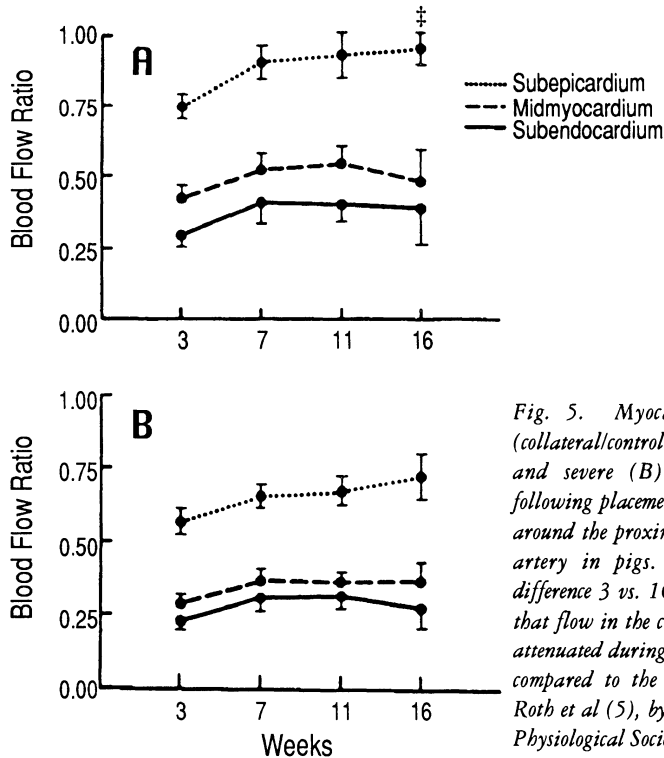 ‡
1.00
A
Blood Flow Ratio
0.75
0.50
0.25
0.00
3 7 11 16
Subepicardium
Midmyocardium
Subendocardium
1.00
B
Blood Flow Ratio
0.75
0.50
0.25
0.00
3 7 11 16
Weeks
Fig. 5. Myoca
(collateral/control
and severe (B)
following placeme
around the proxin
artery in pigs.
difference 3 vs. 1
that flow in the c
attenuated during
compared to the
Roth et al (5), by
Physiological Socie